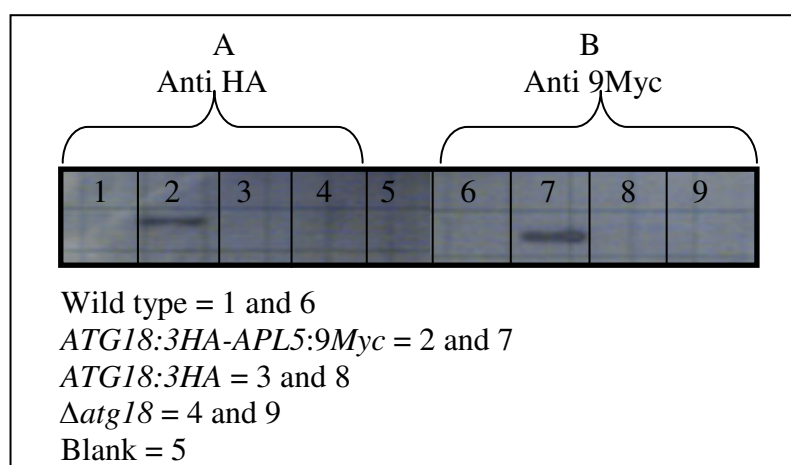 A
B
Anti HA
Anti 9Myc
1 2 3 4 5 6 7 8 9
Wild type = 1 and 6
ATG18:3HA-APL5:9Myc = 2 and 7
ATG18:3HA = 3 and 8
Δatg18 = 4 and 9
Blank = 5